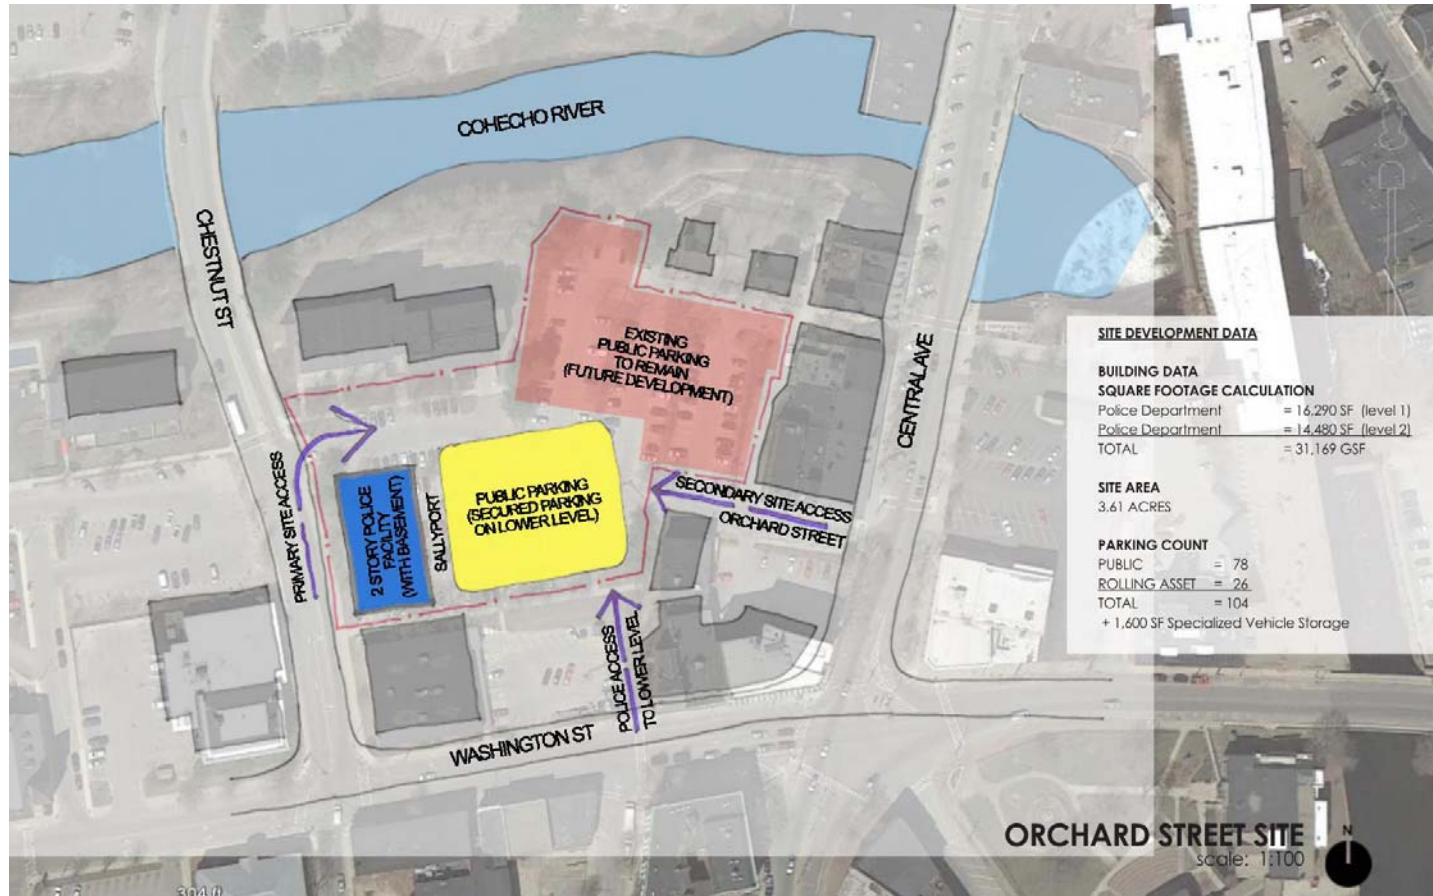 COHECHO RIVER
CHESTNUT ST
CENTRAL AVE
EXISTING
PUBLIC PARKING
TO REMAIN
(FUTURE DEVELOPMENT)
PRIMARY SITE ACCESS
2 STORY POLICE
FACILITY
(WITH BASEMENT)
SALLYPORT
PUBLIC PARKING
(SECURED PARKING
ON LOWER LEVEL)
SECONDARY SITE ACCESS
ORCHARD STREET
POLICE ACCESS
TO LOWER LEVEL
WASHINGTON ST
SITE DEVELOPMENT DATA
BUILDING DATA
SQUARE FOOTAGE CALCULATION
Police Department = 16,290 SF (level 1)
Police Department = 14,480 SF (level 2)
TOTAL = 31,169 GSF
SITE AREA
3.61 ACRES
PARKING COUNT
PUBLIC = 78
ROLLING ASSET = 26
TOTAL = 104
+ 1,600 SF Specialized Vehicle Storage
ORCHARD STREET SITE
scale: 1:100
N
304 ft